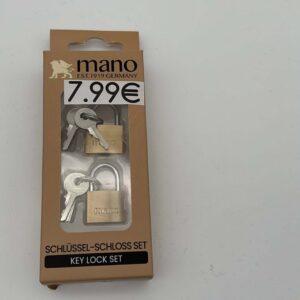 mano
EST.1919 GERMANY
7.99€
SCHLÜSSEL-SCHLOSS SET
KEY LOCK SET